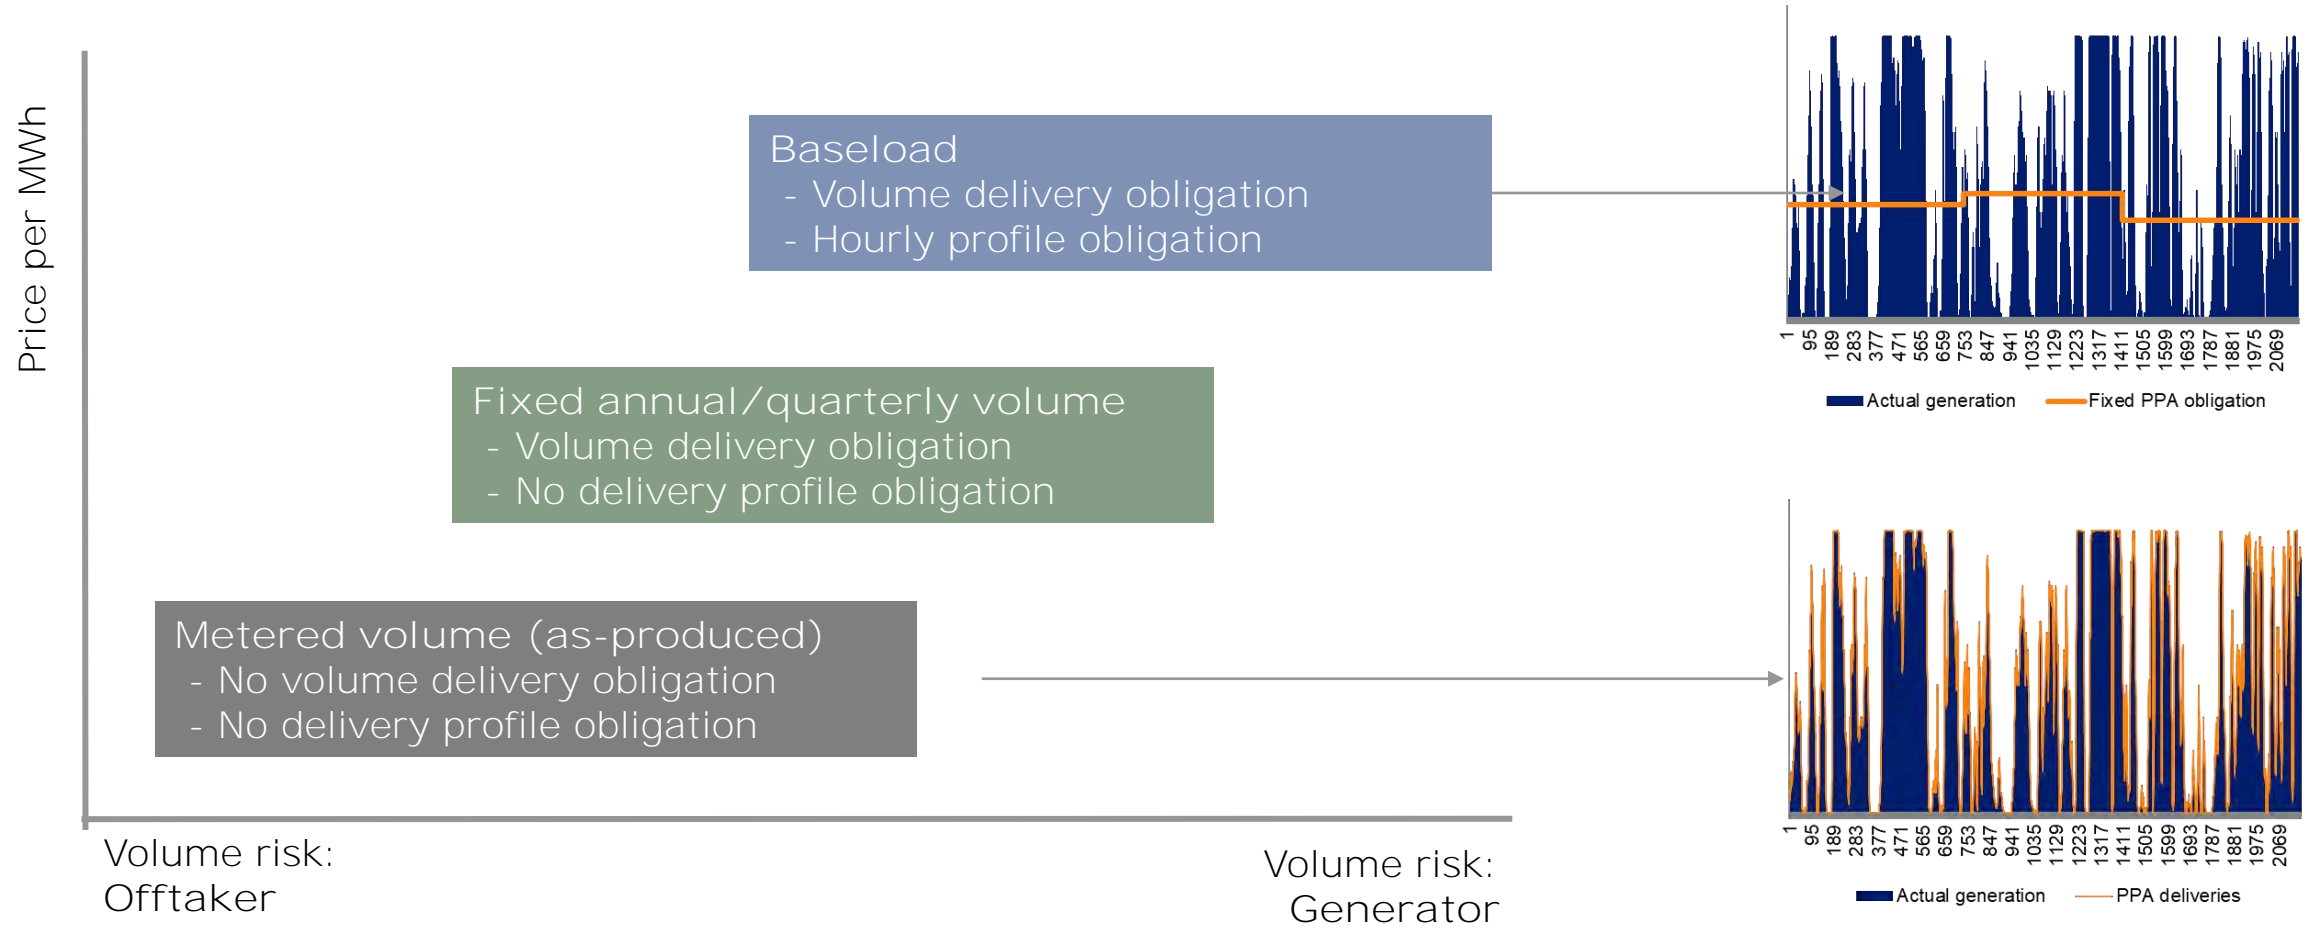 Price per MWh
Baseload
- Volume delivery obligation
- Hourly profile obligation
Fixed annual/quarterly volume
- Volume delivery obligation
- No delivery profile obligation
Metered volume (as-produced)
- No volume delivery obligation
- No delivery profile obligation
Volume risk:
Offtaker
Volume risk:
Generator
1 95 189 283 377 471 565 659 753 847 941 1035 1129 1223 1317 1411 1505 1599 1693 1787 1881 1975 2069
Actual generation Fixed PPA obligation
1 95 189 283 377 471 565 659 753 847 941 1035 1129 1223 1317 1411 1505 1599 1693 1787 1881 1975 2069
Actual generation PPA deliveries